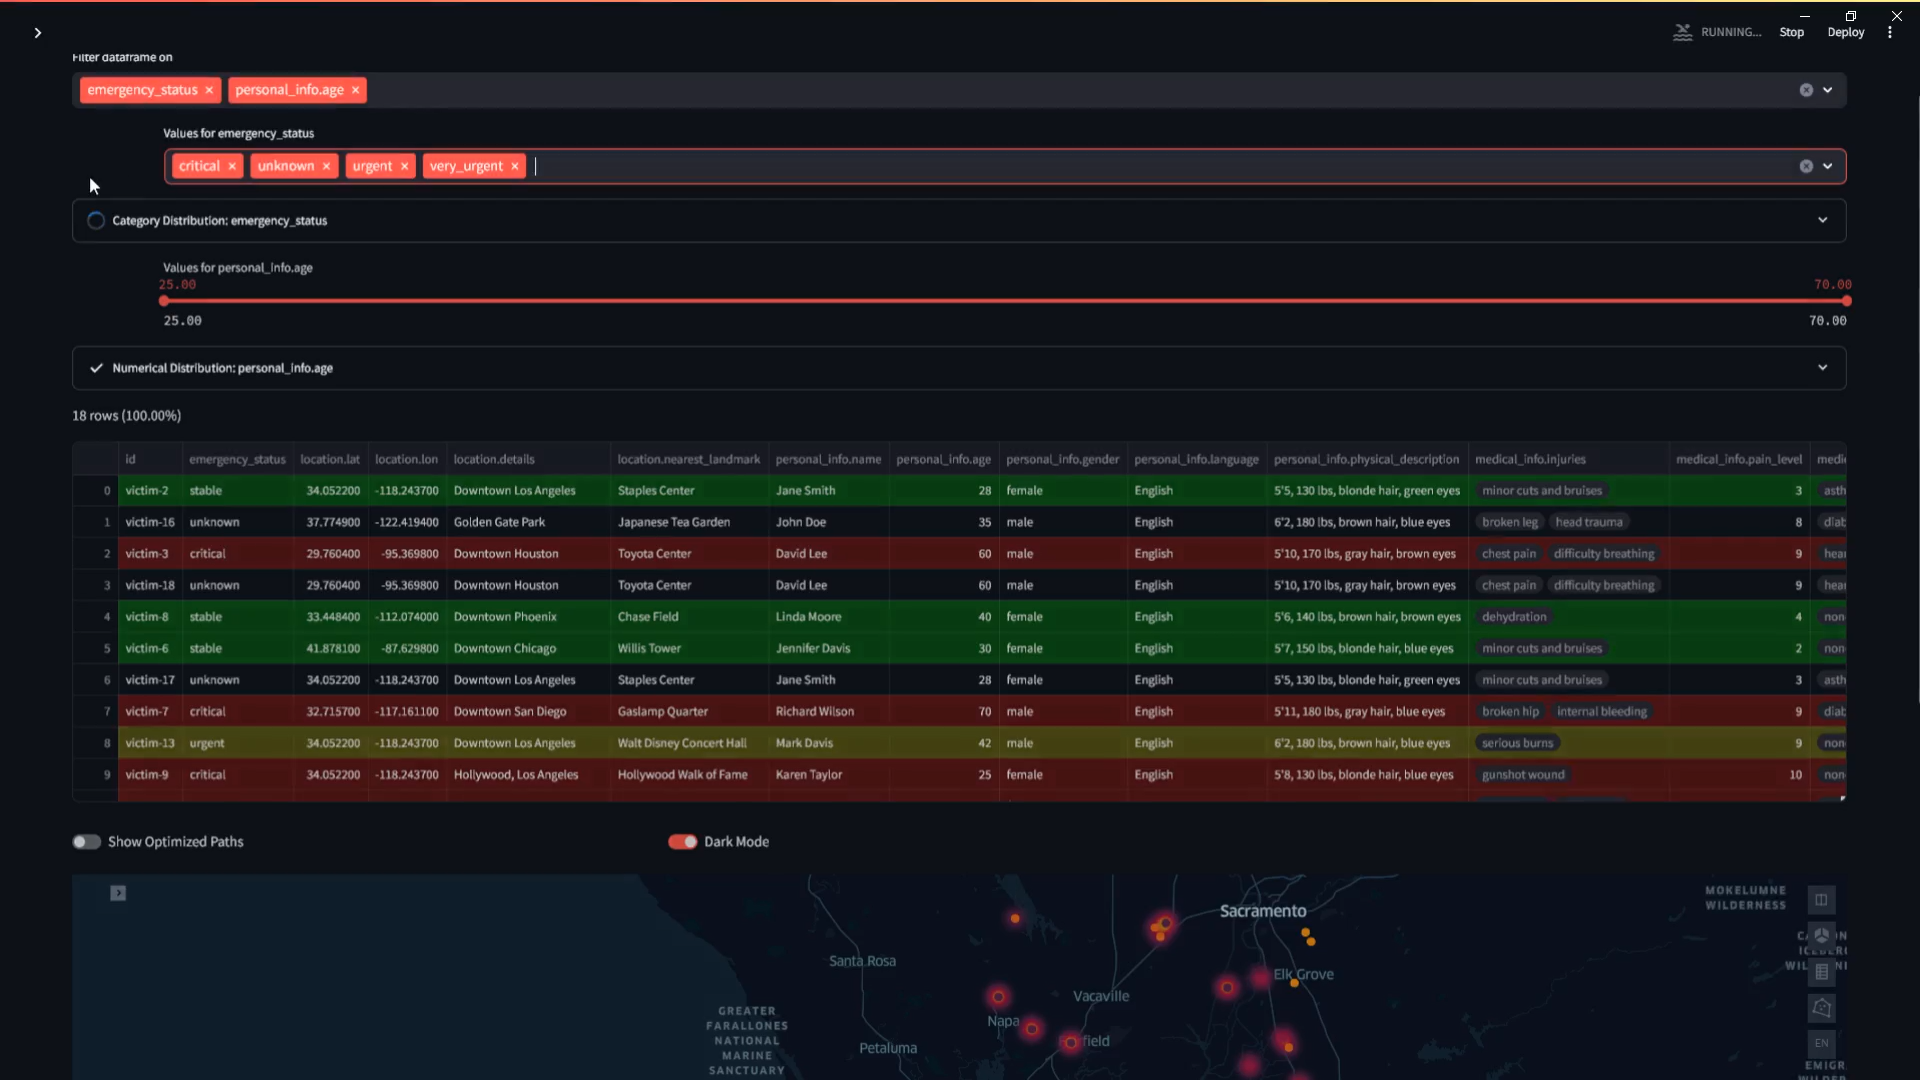 RUNNING...
Stop
Deploy
Filter dataframe on
emergency_status ×
personal_info.age ×
Values for emergency_status
critical ×
unknown ×
urgent ×
very_urgent ×
Category Distribution: emergency_status
Values for personal_info.age
25.00
70.00
25.00
70.00
Numerical Distribution: personal_info.age
18 rows (100.00%)
id emergency_status location.lat location.lon location.details location.nearest_landmark personal_info.name personal_info.age personal_info.gender personal_info.language personal_info.physical_description medical_info.injuries medical_info.pain_level
0 victim-2 stable 34.052200 -118.243700 Downtown Los Angeles Staples Center Jane Smith 28 female English 5'5, 130 lbs, blonde hair, green eyes minor cuts and bruises 3 asth
1 victim-16 unknown 37.774900 -122.419400 Golden Gate Park Japanese Tea Garden John Doe 35 male English 6'2, 180 lbs, brown hair, blue eyes broken leg head trauma 8 diab
2 victim-3 critical 29.760400 -95.369800 Downtown Houston Toyota Center David Lee 60 male English 5'10, 170 lbs, gray hair, brown eyes chest pain difficulty breathing 9 hear
3 victim-18 unknown 29.760400 -95.369800 Downtown Houston Toyota Center David Lee 60 male English 5'10, 170 lbs, gray hair, brown eyes chest pain difficulty breathing 9 hear
4 victim-8 stable 33.448400 -112.074000 Downtown Phoenix Chase Field Linda Moore 40 female English 5'6, 140 lbs, brown hair, brown eyes dehydration 4 non
5 victim-6 stable 41.878100 -87.629800 Downtown Chicago Willis Tower Jennifer Davis 30 female English 5'7, 150 lbs, blonde hair, blue eyes minor cuts and bruises 2 non
6 victim-17 unknown 34.052200 -118.243700 Downtown Los Angeles Staples Center Jane Smith 28 female English 5'5, 130 lbs, blonde hair, green eyes minor cuts and bruises 3 asth
7 victim-7 critical 32.715700 -117.161100 Downtown San Diego Gaslamp Quarter Richard Wilson 70 male English 5'11, 180 lbs, gray hair, blue eyes broken hip internal bleeding 9 diab
8 victim-13 urgent 34.052200 -118.243700 Downtown Los Angeles Walt Disney Concert Hall Mark Davis 42 male English 6'2, 180 lbs, brown hair, blue eyes serious burns 9 non
9 victim-9 critical 34.052200 -118.243700 Hollywood, Los Angeles Hollywood Walk of Fame Karen Taylor 25 female English 5'8, 130 lbs, blonde hair, blue eyes gunshot wound 10 non
Show Optimized Paths
Dark Mode
MOKELUMNE
WILDERNESS
Sacramento
Santa Rosa
Elk Grove
Vacaville
GREATER
FARALLONES
NATIONAL
MARINE
SANCTUARY
Napa
field
Petaluma
EN
EMIGR